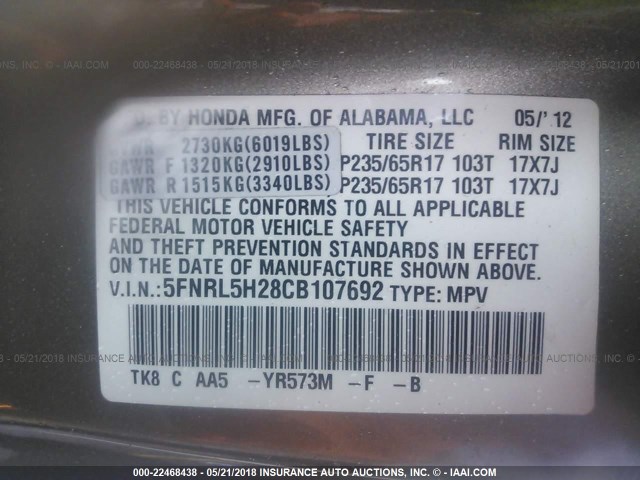 BY HONDA MFG. OF ALABAMA, LLC 05/'12
2730KG(6019LBS) TIRE SIZE RIM SIZE
GAWR F 1320KG(2910LBS) P235/65R17 103T 17X7J
GAWR R 1515KG(3340LBS) P235/65R17 103T 17X7J
THIS VEHICLE CONFORMS TO ALL APPLICABLE
FEDERAL MOTOR VEHICLE SAFETY
AND THEFT PREVENTION STANDARDS IN EFFECT
ON THE DATE OF MANUFACTURE SHOWN ABOVE.
V.I.N.:5FNRL5H28CB107692 TYPE: MPV
TK8 C AA5 -YR573M -F -B
000-22468438 - 05/21/2018 INSURANCE AUTO AUCTIONS, INC. - IAAI.COM